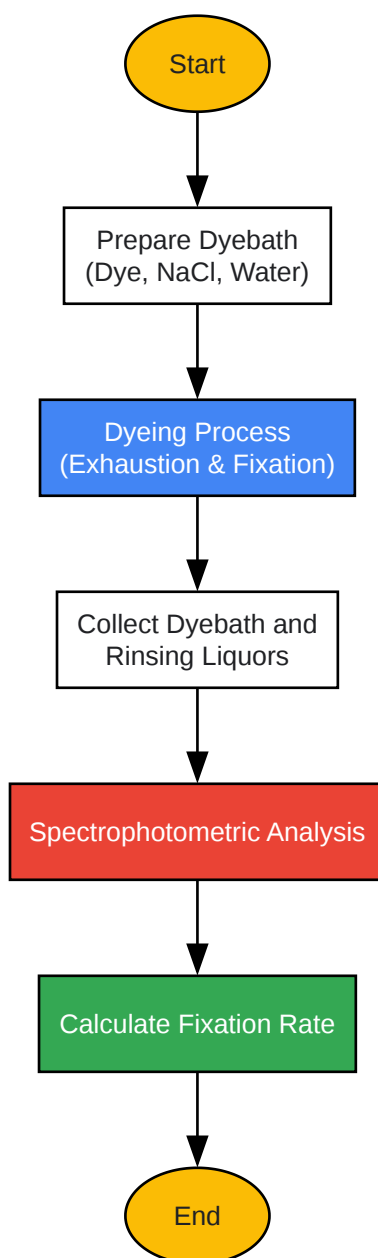 Start
Prepare Dyebath
(Dye, NaCl, Water)
Dyeing Process
(Exhaustion & Fixation)
Collect Dyebath and
Rinsing Liquors
Spectrophotometric Analysis
Calculate Fixation Rate
End